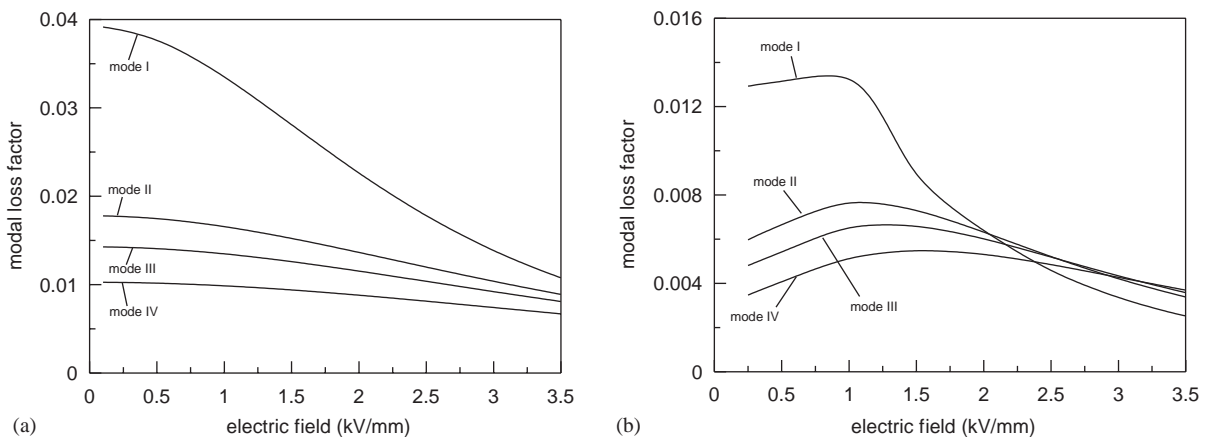 0.04
0.03
0.02
0.01
0
modal loss factor
mode I
mode II
mode III
mode IV
0 0.5 1 1.5 2 2.5 3 3.5
electric field (kV/mm)
(a)
0.016
0.012
0.008
0.004
0
modal loss factor
mode I
mode II
mode III
mode IV
0 0.5 1 1.5 2 2.5 3 3.5
electric field (kV/mm)
(b)